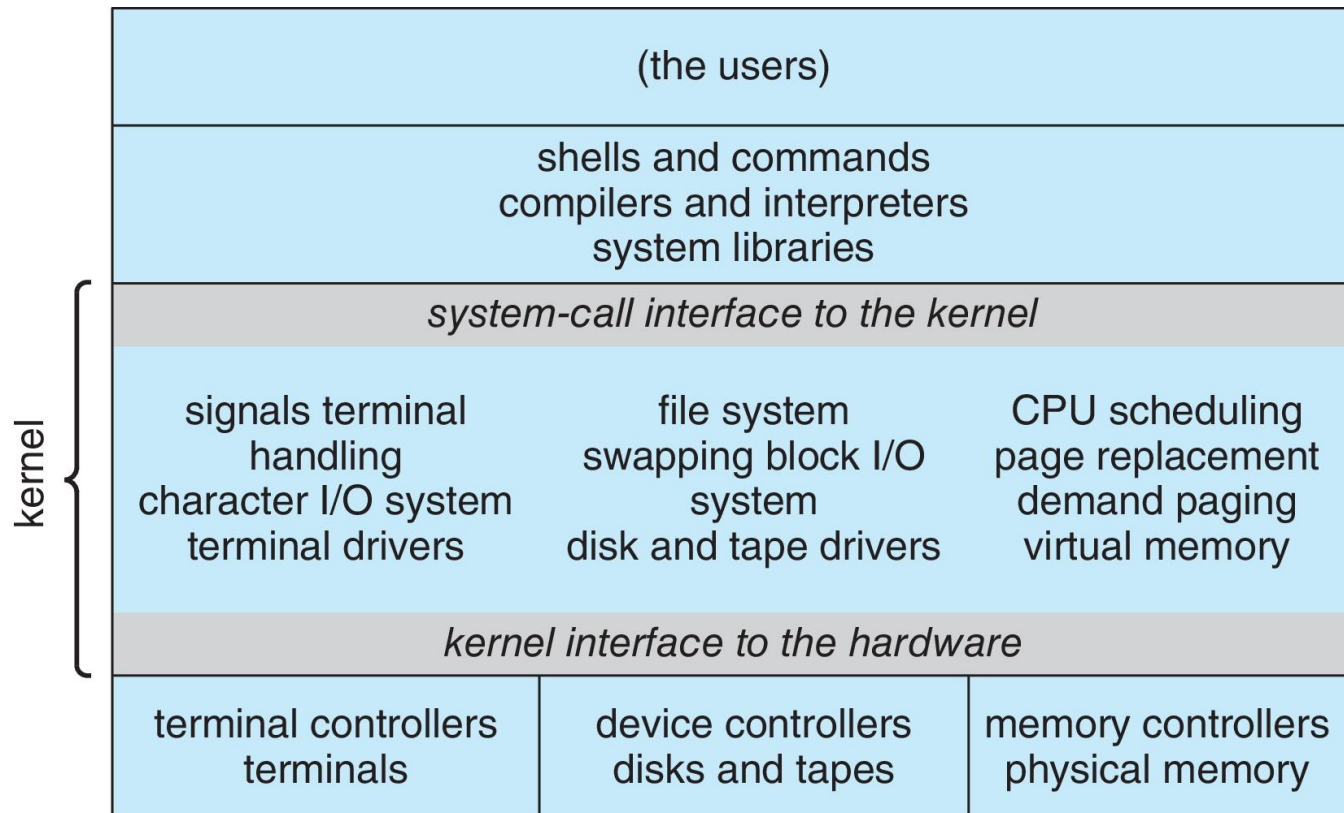 (the users)
shells and commands
compilers and interpreters
system libraries
kernel
system-call interface to the kernel
signals terminal
handling
character I/O system
terminal drivers
file system
swapping block I/O
system
disk and tape drivers
CPU scheduling
page replacement
demand paging
virtual memory
kernel interface to the hardware
terminal controllers
terminals
device controllers
disks and tapes
memory controllers
physical memory